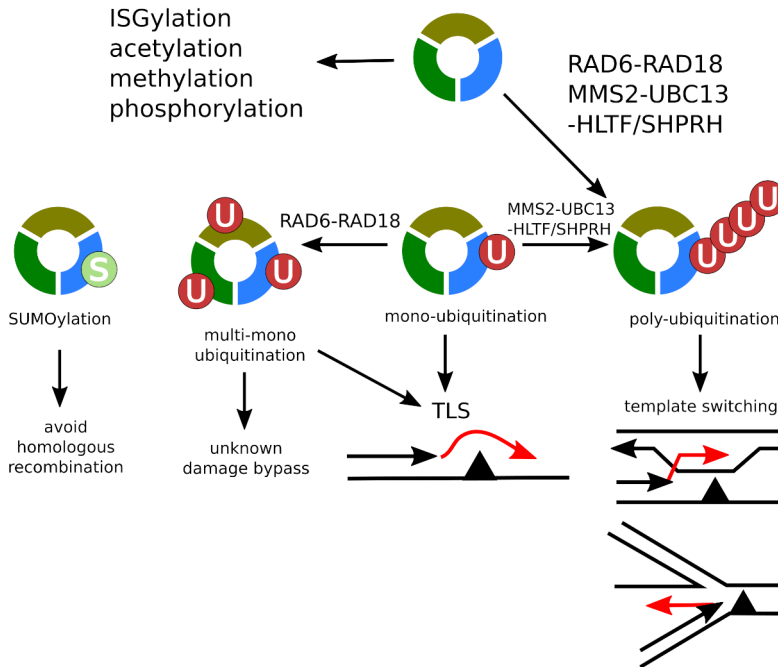 ISGylation
acetylation
methylation
phosphorylation
RAD6-RAD18
MMS2-UBC13
-HLTF/SHPRH
S
SUMOylation
avoid
homologous
recombination
U
U
U
multi-mono
ubiquitination
unknown
damage bypass
RAD6-RAD18
U
mono-ubiquitination
TLS
MMS2-UBC13
-HLTF/SHPRH
U
U
U
U
poly-ubiquitination
template switching